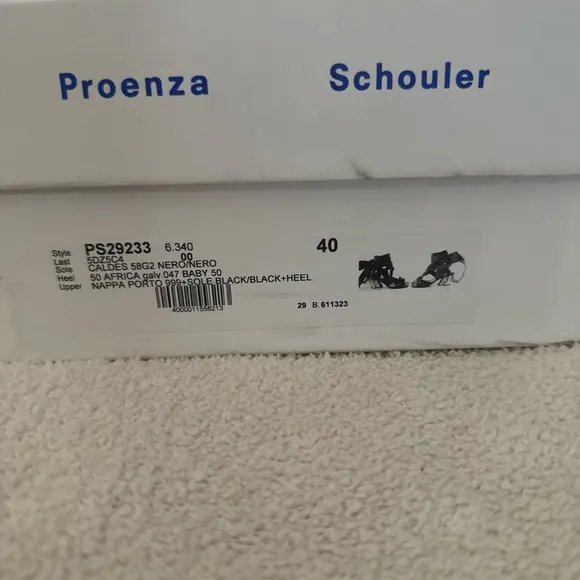 Proenza Schouler
Style PS29233 6.340 40
Last 5DZ5C4 00
Sole CALDES 58G2 NERO/NERO
Heel 50 AFRICA galv.047 BABY 50
Upper NAPPA PORTO 999+SOLE BLACK/BLACK+HEEL
4000011558213
29 B. 611323